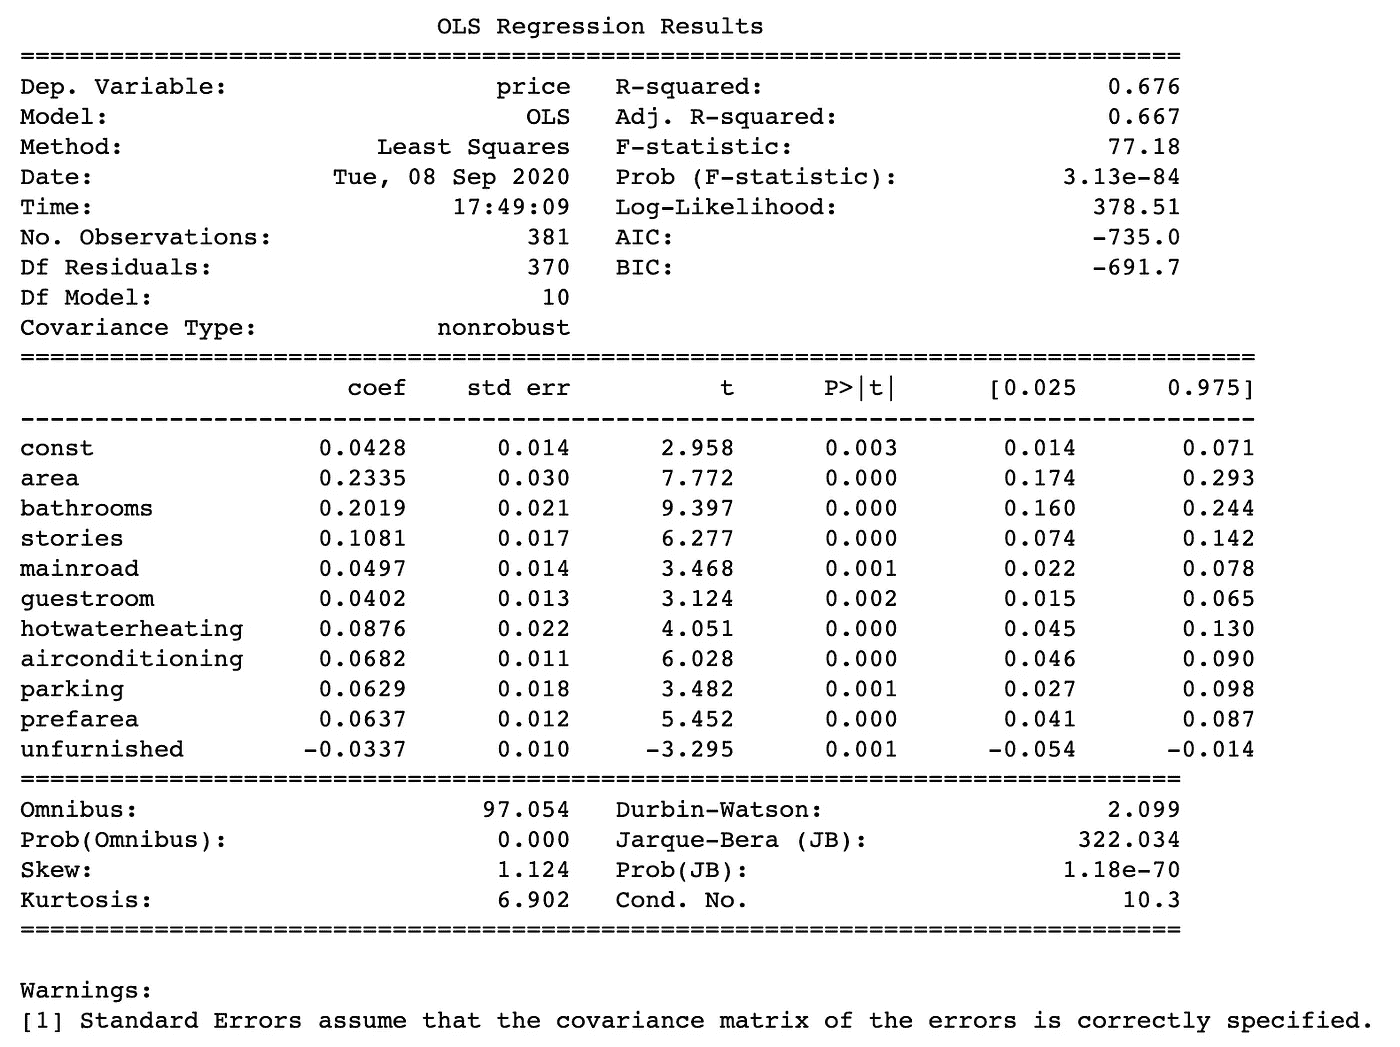 OLS Regression Results
==============================================================================
Dep. Variable: price R-squared: 0.676
Model: OLS Adj. R-squared: 0.667
Method: Least Squares F-statistic: 77.18
Date: Tue, 08 Sep 2020 Prob (F-statistic): 3.13e-84
Time: 17:49:09 Log-Likelihood: 378.51
No. Observations: 381 AIC: -735.0
Df Residuals: 370 BIC: -691.7
Df Model: 10
Covariance Type: nonrobust
===================================================================================
coef std err t P>|t| [0.025 0.975]
-----------------------------------------------------------------------------------
const 0.0428 0.014 2.958 0.003 0.014 0.071
area 0.2335 0.030 7.772 0.000 0.174 0.293
bathrooms 0.2019 0.021 9.397 0.000 0.160 0.244
stories 0.1081 0.017 6.277 0.000 0.074 0.142
mainroad 0.0497 0.014 3.468 0.001 0.022 0.078
guestroom 0.0402 0.013 3.124 0.002 0.015 0.065
hotwaterheating 0.0876 0.022 4.051 0.000 0.045 0.130
airconditioning 0.0682 0.011 6.028 0.000 0.046 0.090
parking 0.0629 0.018 3.482 0.001 0.027 0.098
prefarea 0.0637 0.012 5.452 0.000 0.041 0.087
unfurnished -0.0337 0.010 -3.295 0.001 -0.054 -0.014
==============================================================================
Omnibus: 97.054 Durbin-Watson: 2.099
Prob(Omnibus): 0.000 Jarque-Bera (JB): 322.034
Skew: 1.124 Prob(JB): 1.18e-70
Kurtosis: 6.902 Cond. No. 10.3
==============================================================================
Warnings:
[1] Standard Errors assume that the covariance matrix of the errors is correctly specified.